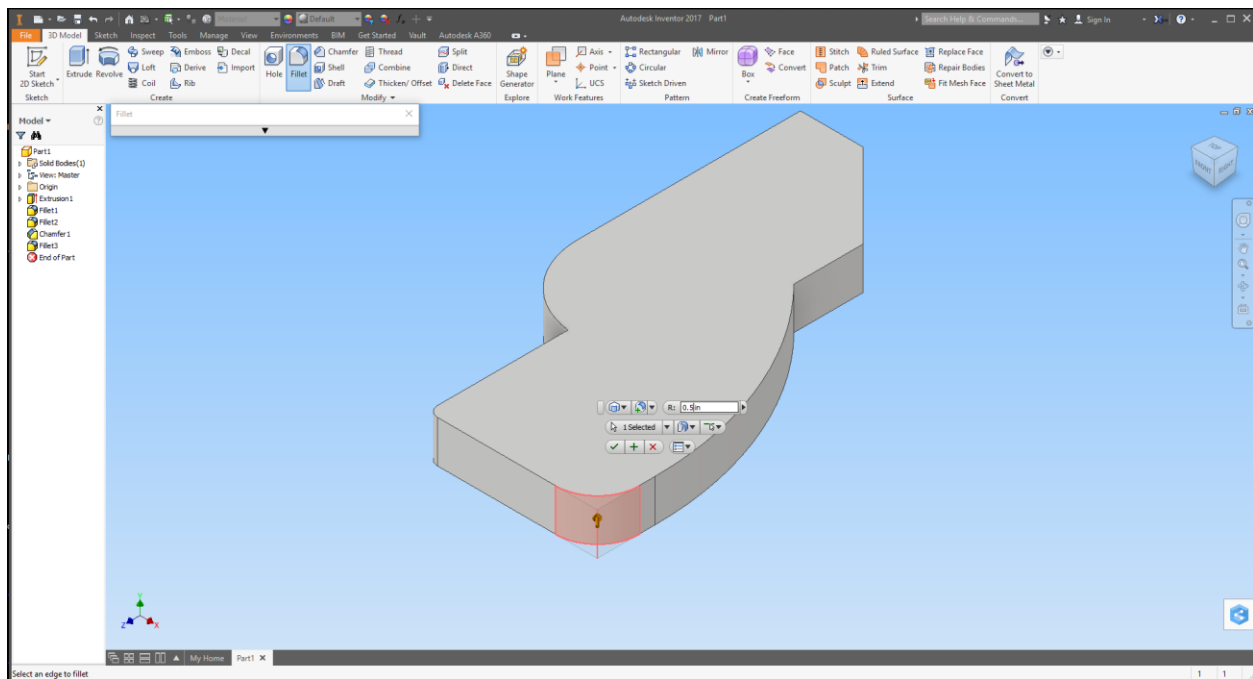 Material Default Autodesk Inventor 2017 Part1 Search Help & Commands... Sign In
File 3D Model Sketch Inspect Tools Manage View Environments BIM Get Started Vault Autodesk A360
Start 2D Sketch
Sketch
Extrude Revolve
Sweep Emboss Decal
Loft Derive Import
Coil Rib
Create
Hole Fillet
Chamfer Thread Split
Shell Combine Direct
Draft Thicken/ Offset Delete Face
Modify
Shape Generator
Explore
Plane
Axis
Point
UCS
Work Features
Rectangular Mirror
Circular
Sketch Driven
Pattern
Box
Face
Convert
Create Freeform
Stitch Ruled Surface Replace Face
Patch Trim Repair Bodies
Sculpt Extend Fit Mesh Face
Surface
Convert to Sheet Metal
Convert
Model
Part1
Solid Bodies(1)
View: Master
Origin
Extrusion1
Fillet1
Fillet2
Chamfer1
Fillet3
End of Part
Fillet
TOP
FRONT RIGHT
R: 0.5in
1 Selected
Y
Z X
My Home Part1
Select an edge to fillet 1 1